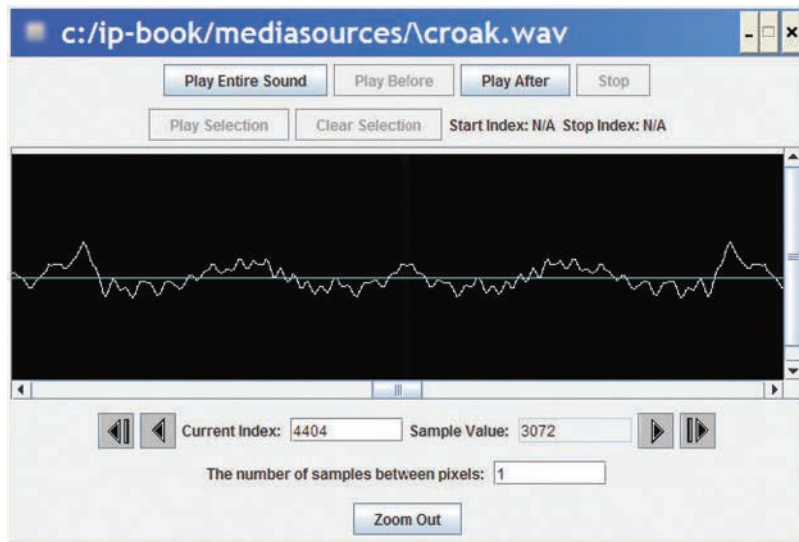 c:/ip-book/mediasources/\croak.wav
Play Entire Sound Play Before Play After Stop
Play Selection Clear Selection Start Index: N/A Stop Index: N/A
Current Index: 4404 Sample Value: 3072
The number of samples between pixels: 1
Zoom Out